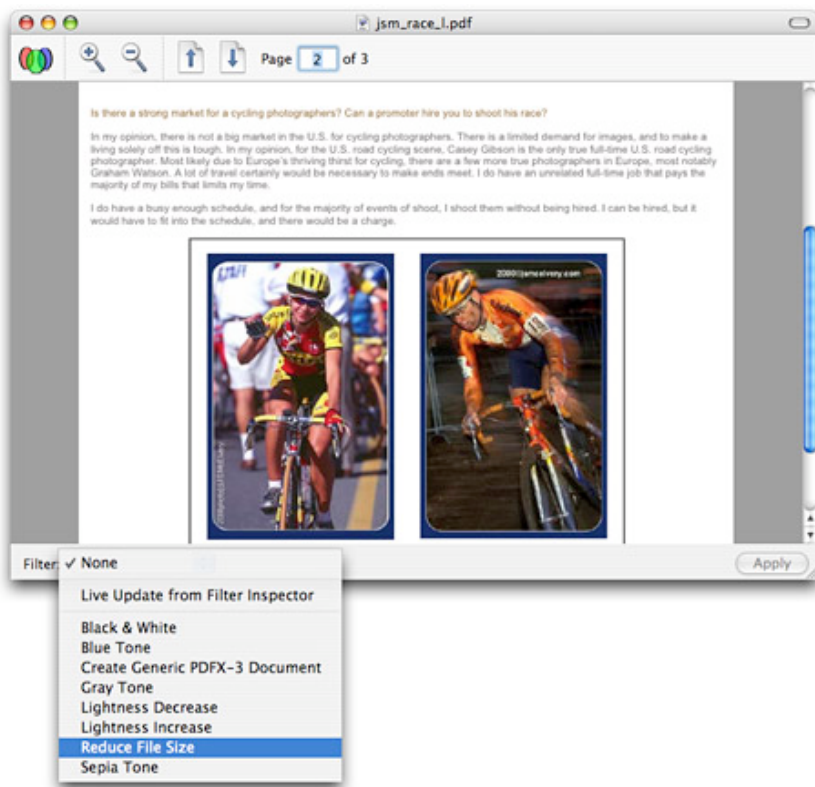 jsm_race_l.pdf
Page 2 of 3
Is there a strong market for a cycling photographers? Can a promoter hire you to shoot his race?
In my opinion, there is not a big market in the U.S. for cycling photographers. There is a limited demand for images, and to make a
living solely off this is tough. In my opinion, for the U.S. road cycling scene, Casey Gibson is the only true full-time U.S. road cycling
photographer. Most likely due to Europe's thriving thirst for cycling, there are a few more true photographers in Europe, most notably
Graham Watson. A lot of travel certainly would be necessary to make ends meet. I do have an unrelated full-time job that pays the
majority of my bills that limits my time.
I do have a busy enough schedule, and for the majority of events of shoot, I shoot them without being hired. I can be hired, but it
would have to fit into the schedule, and there would be a charge.
Filter:
✓ None
Apply
Live Update from Filter Inspector
Black & White
Blue Tone
Create Generic PDFX-3 Document
Gray Tone
Lightness Decrease
Lightness Increase
Reduce File Size
Sepia Tone